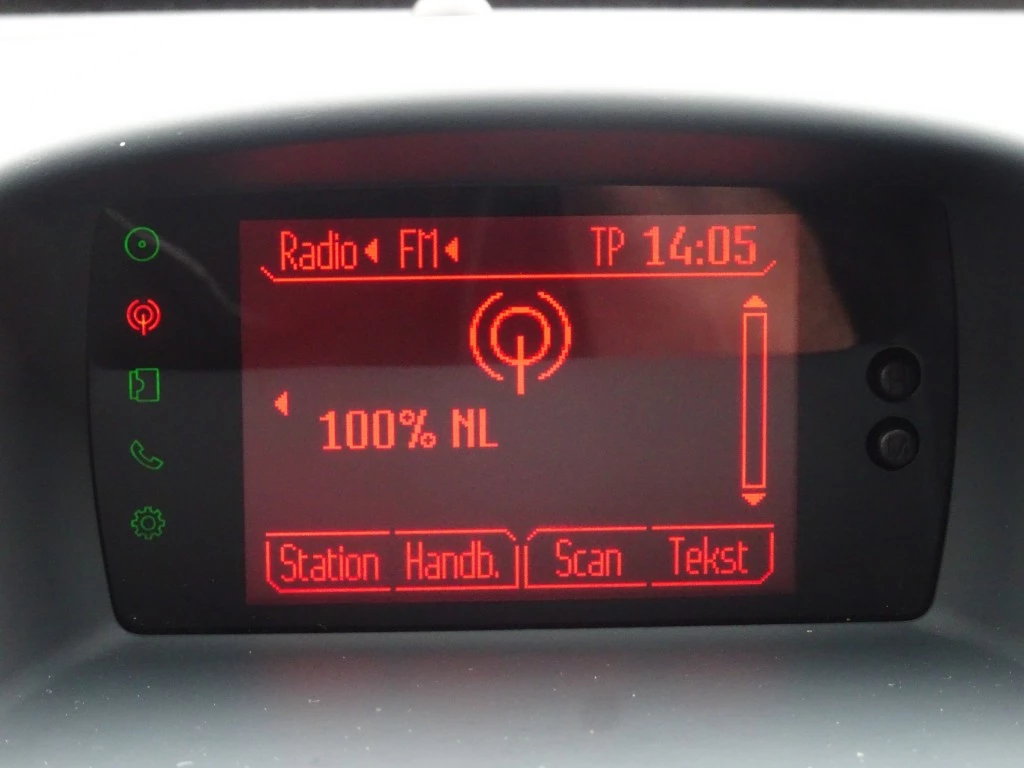 Radio FM TP 14:05
100% NL
Station Handb. Scan Tekst